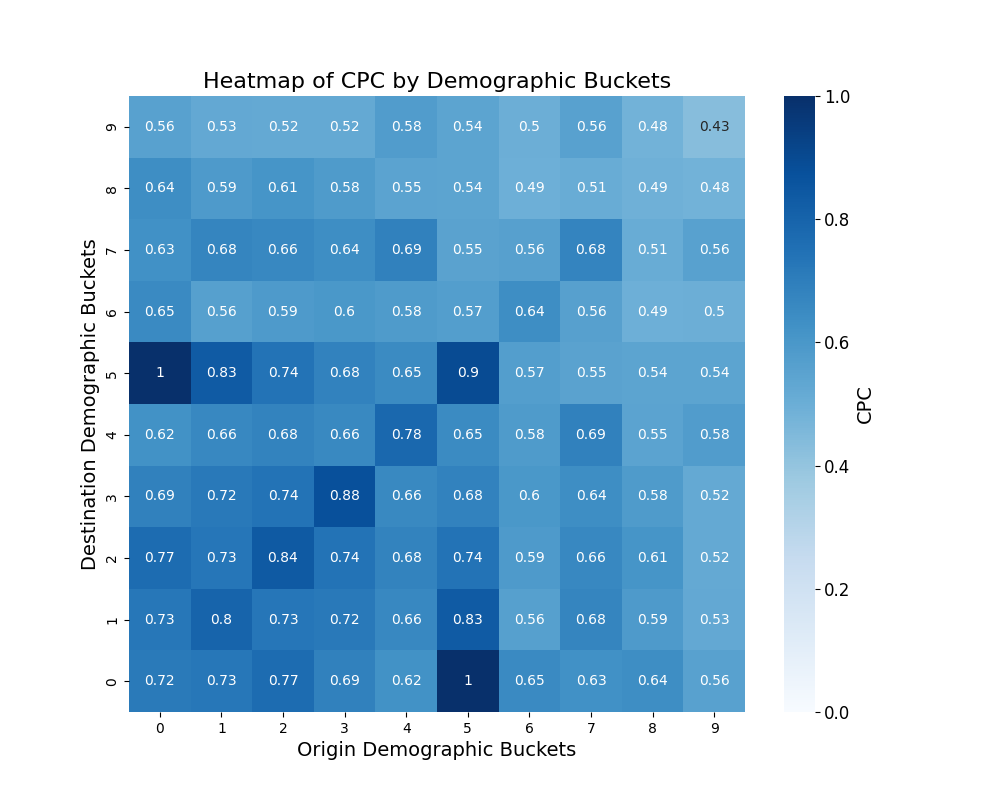 Heatmap of CPC by Demographic Buckets
9 0.56 0.53 0.52 0.52 0.58 0.54 0.5 0.56 0.48 0.43
8 0.64 0.59 0.61 0.58 0.55 0.54 0.49 0.51 0.49 0.48
7 0.63 0.68 0.66 0.64 0.69 0.55 0.56 0.68 0.51 0.56
6 0.65 0.56 0.59 0.6 0.58 0.57 0.64 0.56 0.49 0.5
5 1 0.83 0.74 0.68 0.65 0.9 0.57 0.55 0.54 0.54
4 0.62 0.66 0.68 0.66 0.78 0.65 0.58 0.69 0.55 0.58
3 0.69 0.72 0.74 0.88 0.66 0.68 0.6 0.64 0.58 0.52
2 0.77 0.73 0.84 0.74 0.68 0.74 0.59 0.66 0.61 0.52
1 0.73 0.8 0.73 0.72 0.66 0.83 0.56 0.68 0.59 0.53
0 0.72 0.73 0.77 0.69 0.62 1 0.65 0.63 0.64 0.56
0 1 2 3 4 5 6 7 8 9
Origin Demographic Buckets
Destination Demographic Buckets
1.0
0.8
0.6
0.4
0.2
0.0
CPC